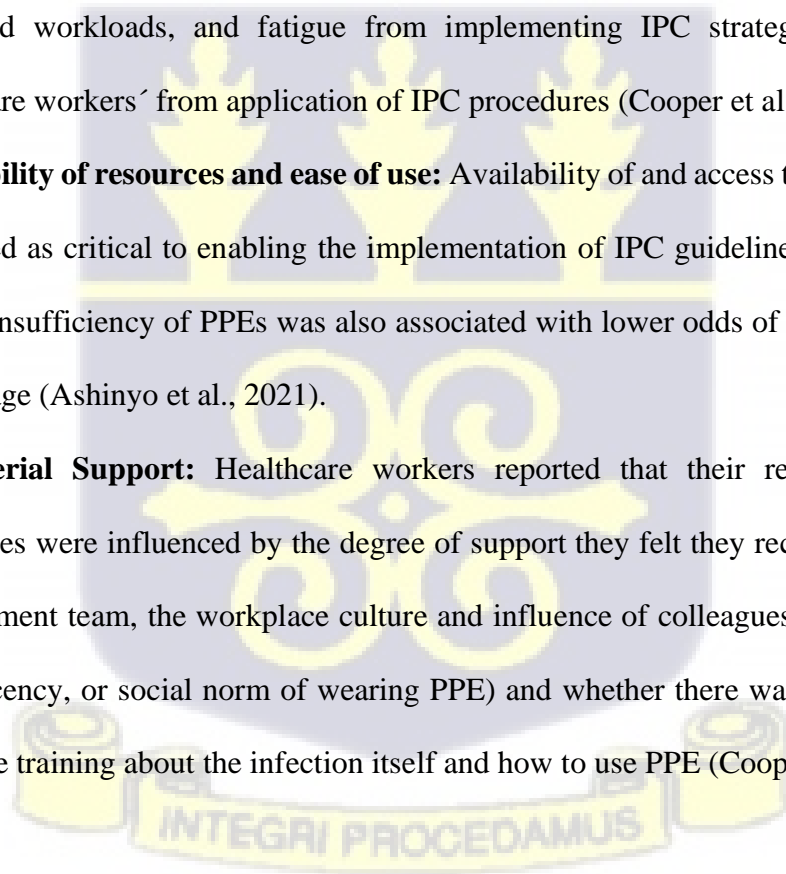 d workloads, and fatigue from implementing IPC strateg
are workers´ from application of IPC procedures (Cooper et al
bility of resources and ease of use: Availability of and access t
ed as critical to enabling the implementation of IPC guideline
nsufficiency of PPEs was also associated with lower odds of
ge (Ashinyo et al., 2021).
erial Support: Healthcare workers reported that their re
es were influenced by the degree of support they felt they rec
ment team, the workplace culture and influence of colleagues
cency, or social norm of wearing PPE) and whether there wa
e training about the infection itself and how to use PPE (Coop
INTEGRI PROCEDAMUS